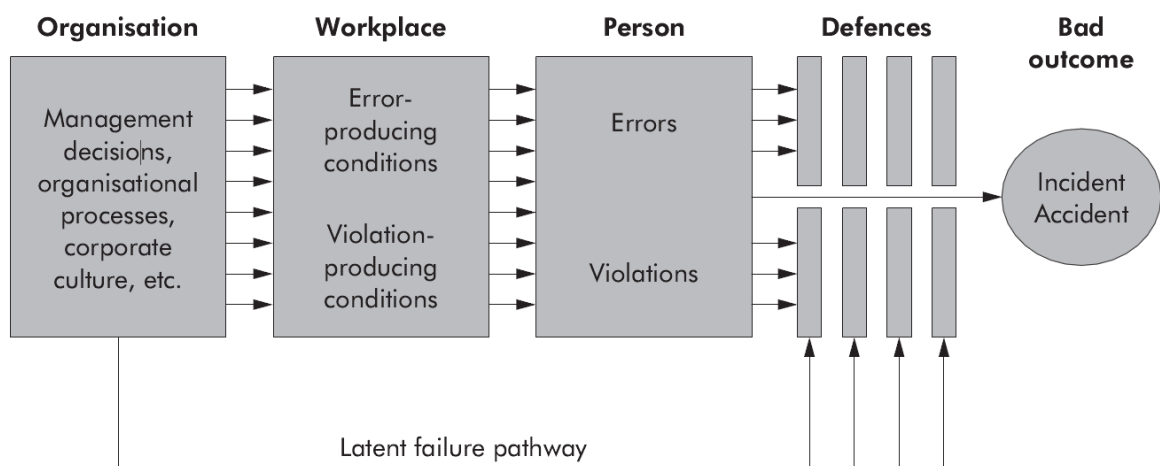 Organisation
Workplace
Person
Defences
Bad
outcome
Management
decisions,
organisational
processes,
corporate
culture, etc.
Error-
producing
conditions
Violation-
producing
conditions
Errors
Violations
Incident
Accident
Latent failure pathway